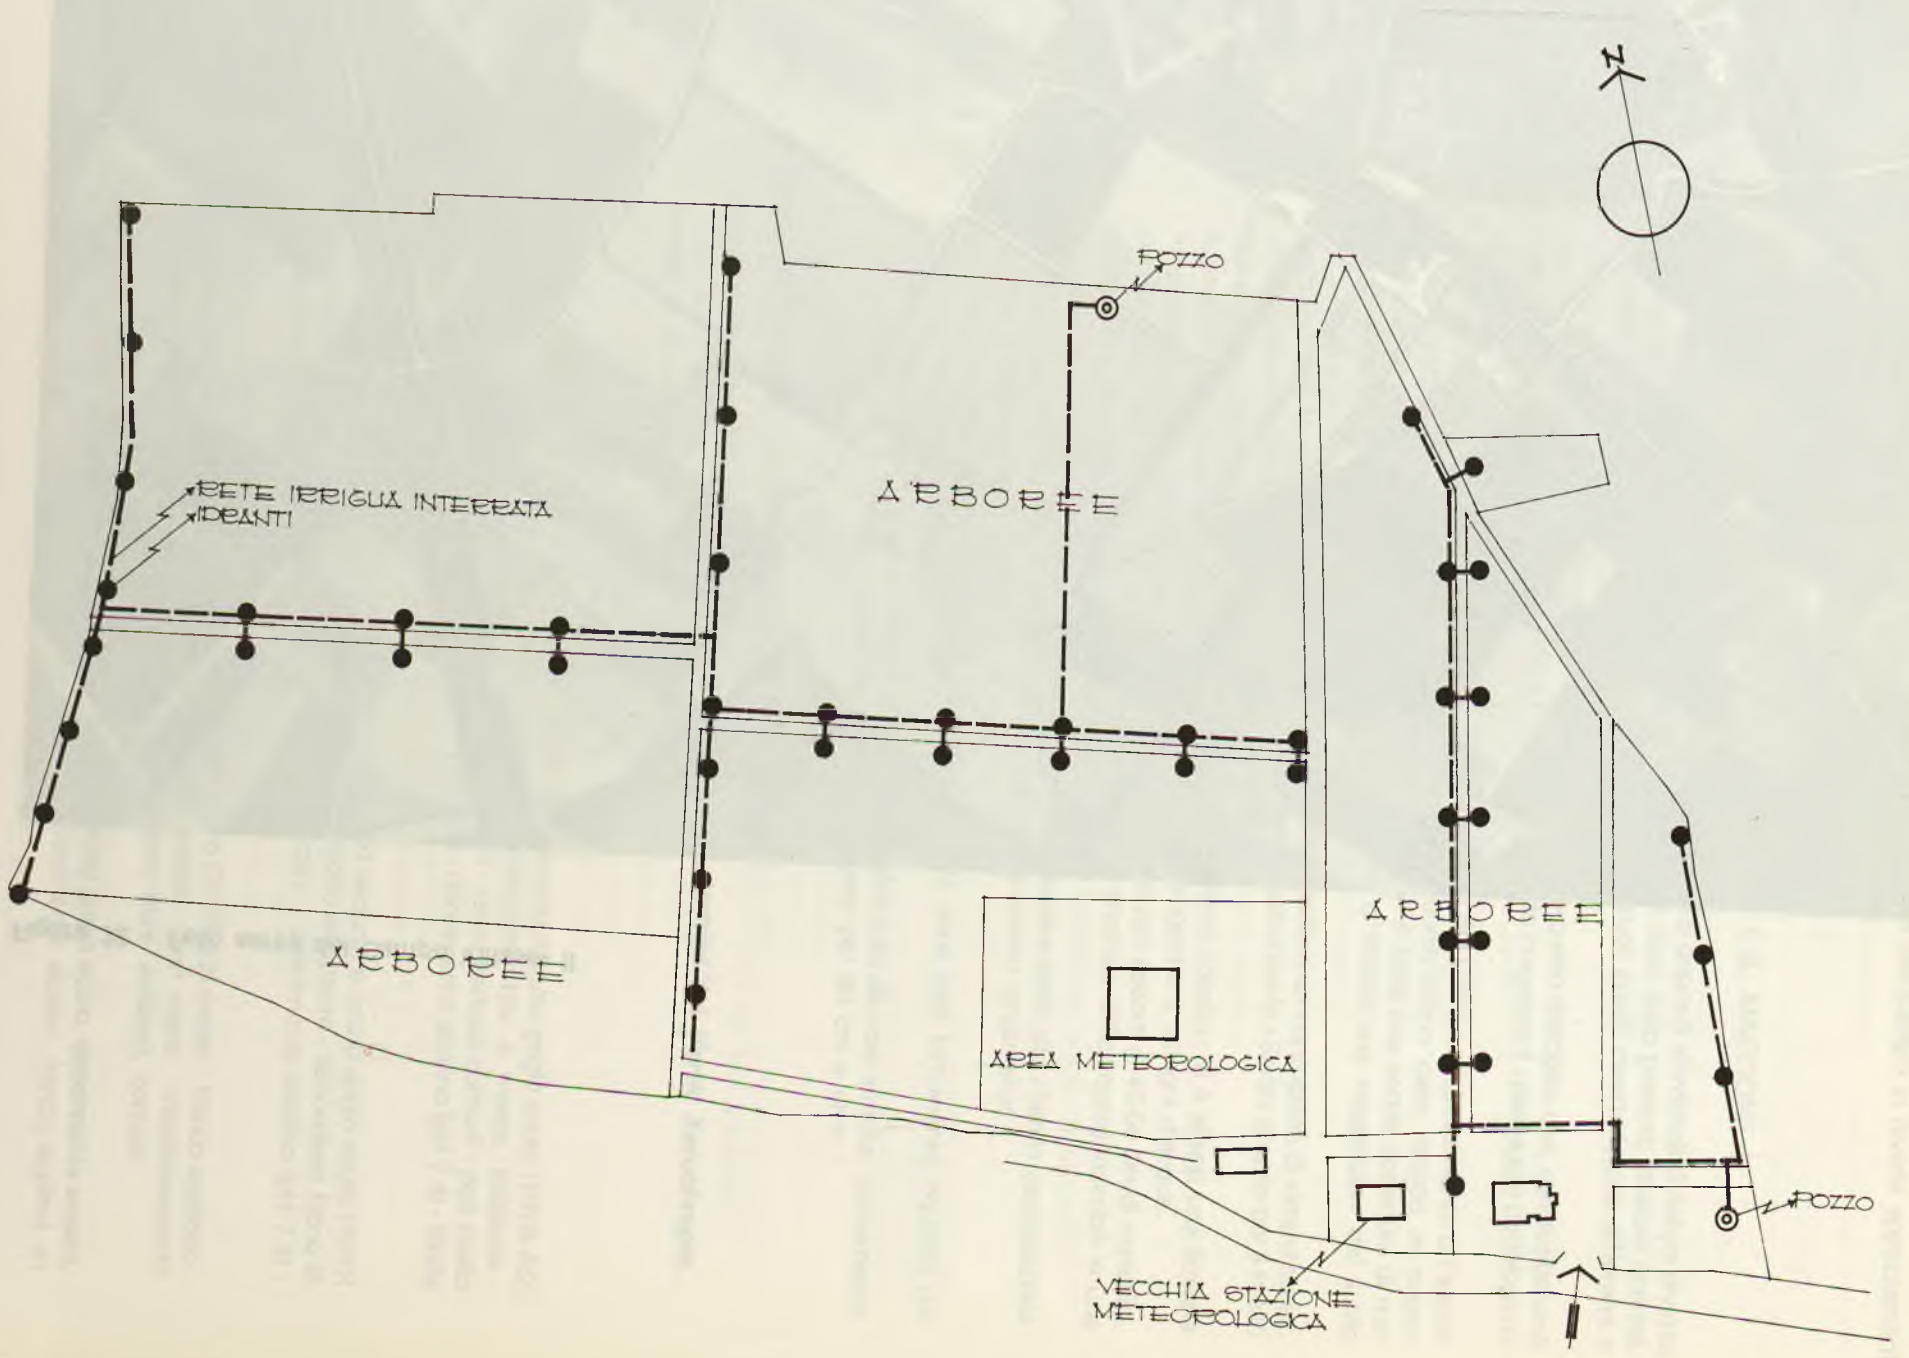 N
POZZO
RETE IRRIGUA INTERRATA
IDRANTI
ARBOREE
ARBOREE
ARBOREE
AREA METEOROLOGICA
POZZO
VECCHIA STAZIONE
METEOROLOGICA